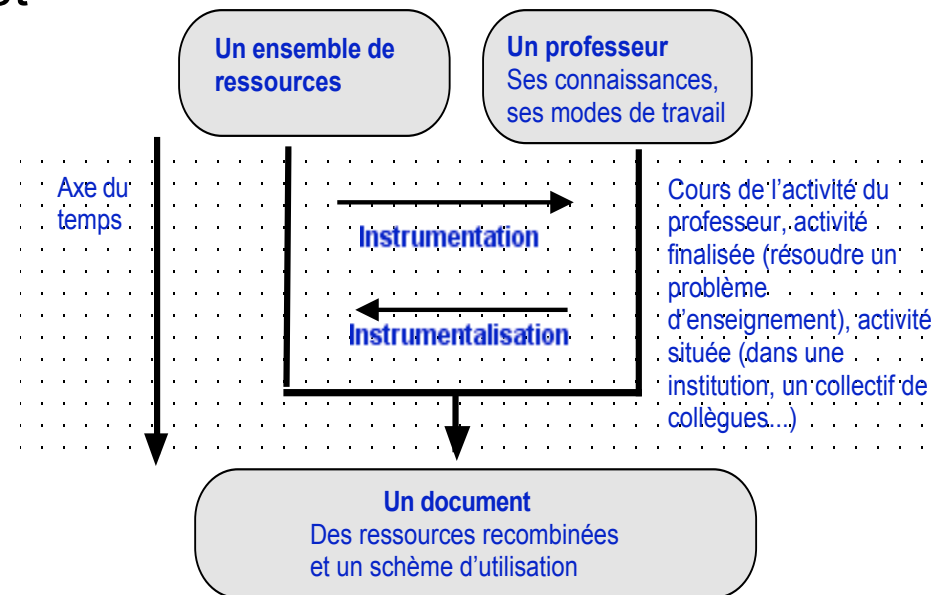 Un ensemble de
ressources
Un professeur
Ses connaissances,
ses modes de travail
Axe du
temps
Instrumentation
Instrumentalisation
Cours de l’activité du
professeur, activité
finalisée (résoudre un
problème
d’enseignement), activité
située (dans une
institution, un collectif de
collègues...)
Un document
Des ressources recombinées
et un schème d’utilisation